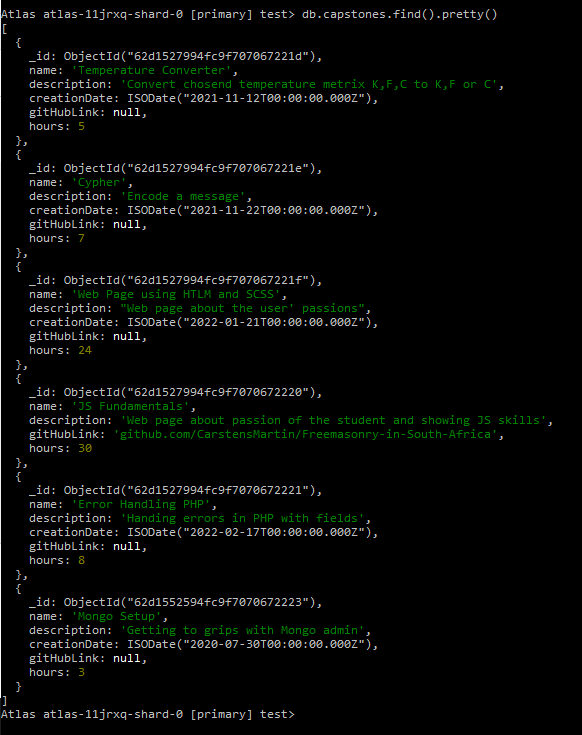 Atlas atlas-11jrxq-shard-0 [primary] test> db.capstones.find().pretty()
[
  {
    _id: ObjectId("62d1527994fc9f707067221d"),
    name: 'Temperature Converter',
    description: 'Convert chosend temperature metrix K,F,C to K,F or C',
    creationDate: ISODate("2021-11-12T00:00:00.000Z"),
    gitHubLink: null,
    hours: 5
  },
  {
    _id: ObjectId("62d1527994fc9f707067221e"),
    name: 'Cypher',
    description: 'Encode a message',
    creationDate: ISODate("2021-11-22T00:00:00.000Z"),
    gitHubLink: null,
    hours: 7
  },
  {
    _id: ObjectId("62d1527994fc9f707067221f"),
    name: 'Web Page using HTLM and SCSS',
    description: "Web page about the user' passions",
    creationDate: ISODate("2022-01-21T00:00:00.000Z"),
    gitHubLink: null,
    hours: 24
  },
  {
    _id: ObjectId("62d1527994fc9f7070672220"),
    name: 'JS Fundamentals',
    description: 'Web page about passion of the student and showing JS skills',
    gitHubLink: 'github.com/CarstensMartin/Freemasonry-in-South-Africa',
    hours: 30
  },
  {
    _id: ObjectId("62d1527994fc9f7070672221"),
    name: 'Error Handling PHP',
    description: 'Handing errors in PHP with fields',
    creationDate: ISODate("2022-02-17T00:00:00.000Z"),
    gitHubLink: null,
    hours: 8
  },
  {
    _id: ObjectId("62d1552594fc9f7070672223"),
    name: 'Mongo Setup',
    description: 'Getting to grips with Mongo admin',
    creationDate: ISODate("2020-07-30T00:00:00.000Z"),
    gitHubLink: null,
    hours: 3
  }
]
Atlas atlas-11jrxq-shard-0 [primary] test>